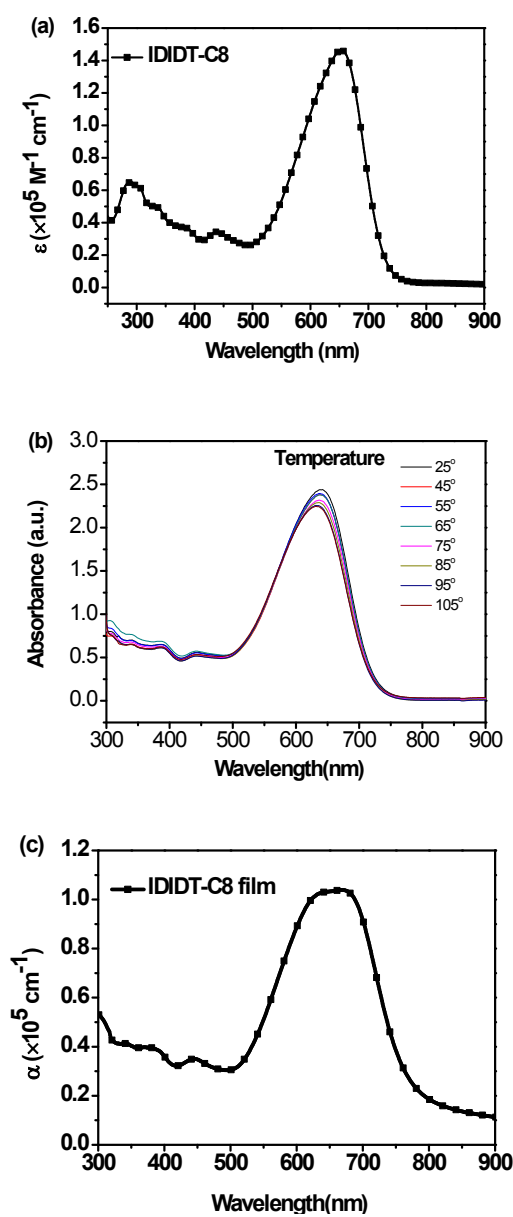 (a)
IDIDT-C8
ε (×10⁵ M⁻¹ cm⁻¹)
1.6
1.4
1.2
1.0
0.8
0.6
0.4
0.2
0.0
300 400 500 600 700 800 900
Wavelength (nm)
(b)
Temperature
25°
45°
55°
65°
75°
85°
95°
105°
Absorbance (a.u.)
3.0
2.5
2.0
1.5
1.0
0.5
0.0
300 400 500 600 700 800 900
Wavelength(nm)
(c)
IDIDT-C8 film
α (×10⁵ cm⁻¹)
1.2
1.0
0.8
0.6
0.4
0.2
0.0
300 400 500 600 700 800 900
Wavelength (nm)